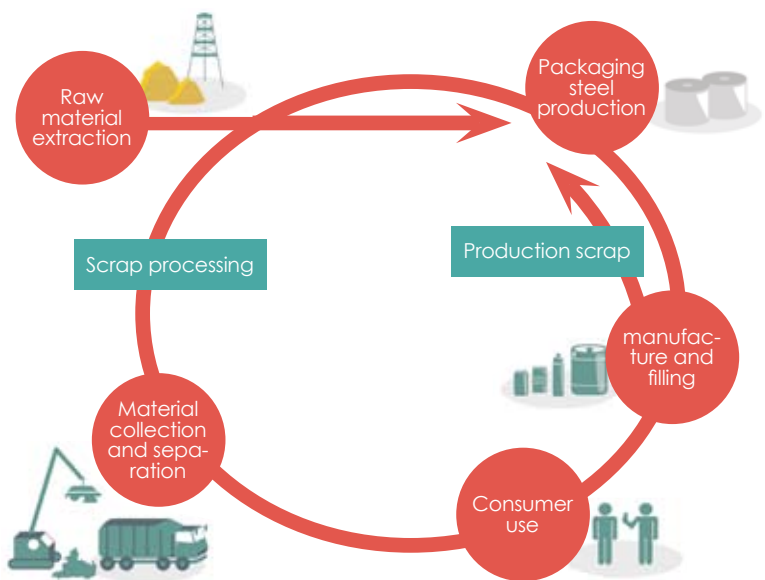 Raw
material
extraction
Packaging
steel
production
Scrap processing
Production scrap
manufac-
ture and
filling
Material
collection
and sepa-
ration
Consumer
use